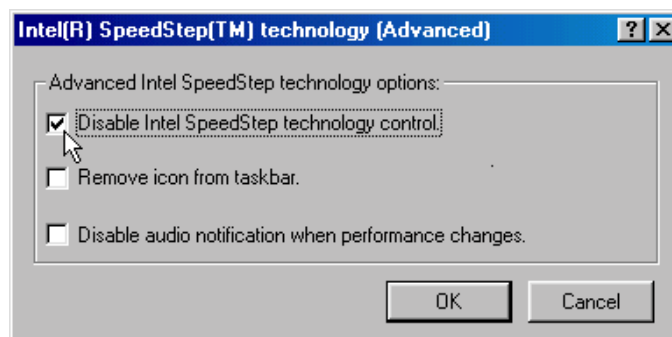 Intel(R) SpeedStep(TM) technology (Advanced)
Advanced Intel SpeedStep technology options:
Disable Intel SpeedStep technology control.
Remove icon from taskbar.
Disable audio notification when performance changes.
OK Cancel